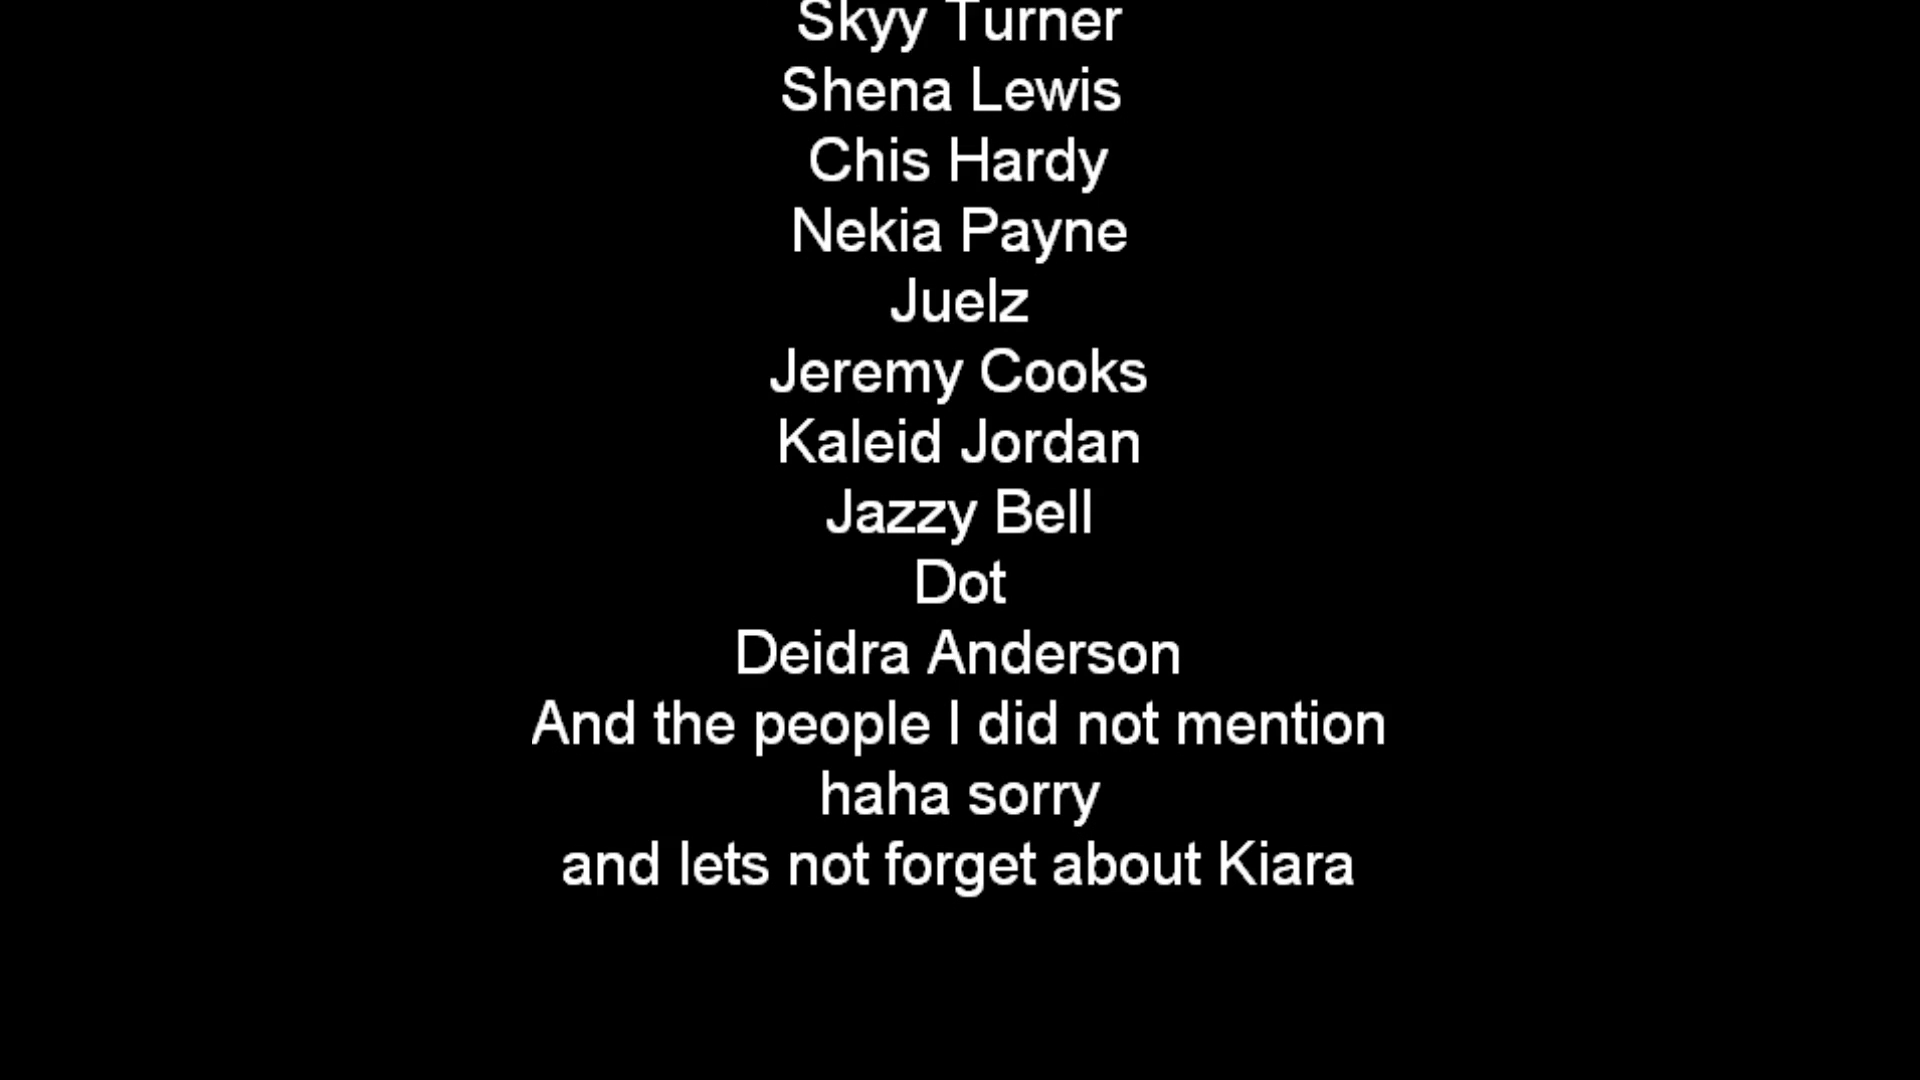 Skyy Turner
Shena Lewis
Chis Hardy
Nekia Payne
Juelz
Jeremy Cooks
Kaleid Jordan
Jazzy Bell
Dot
Deidra Anderson
And the people I did not mention
haha sorry
and lets not forget about Kiara